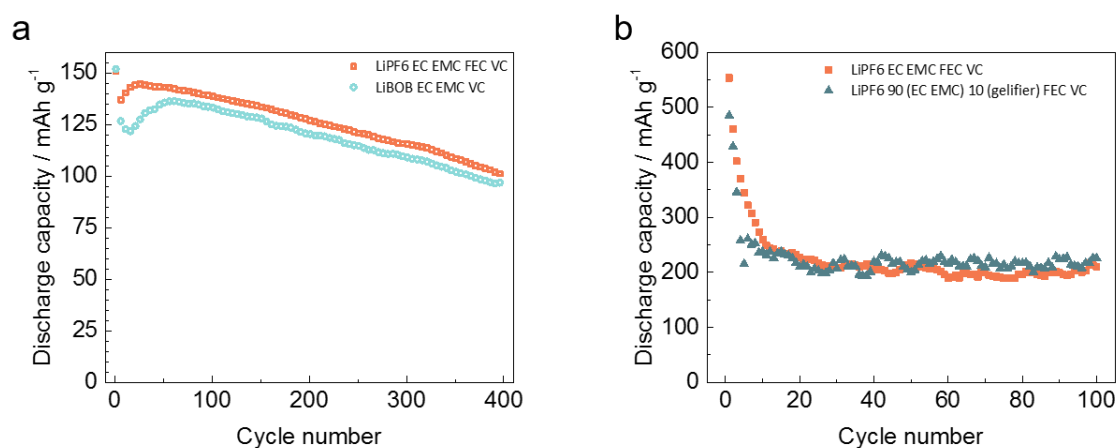 a
Discharge capacity / mAh g-1
150
125
100
75
50
25
0
LiPF6 EC EMC FEC VC
LiBOB EC EMC VC
0 100 200 300 400
Cycle number
b
Discharge capacity / mAh g-1
600
500
400
300
200
100
0
LiPF6 EC EMC FEC VC
LiPF6 90 (EC EMC) 10 (gelifier) FEC VC
0 20 40 60 80 100
Cycle number